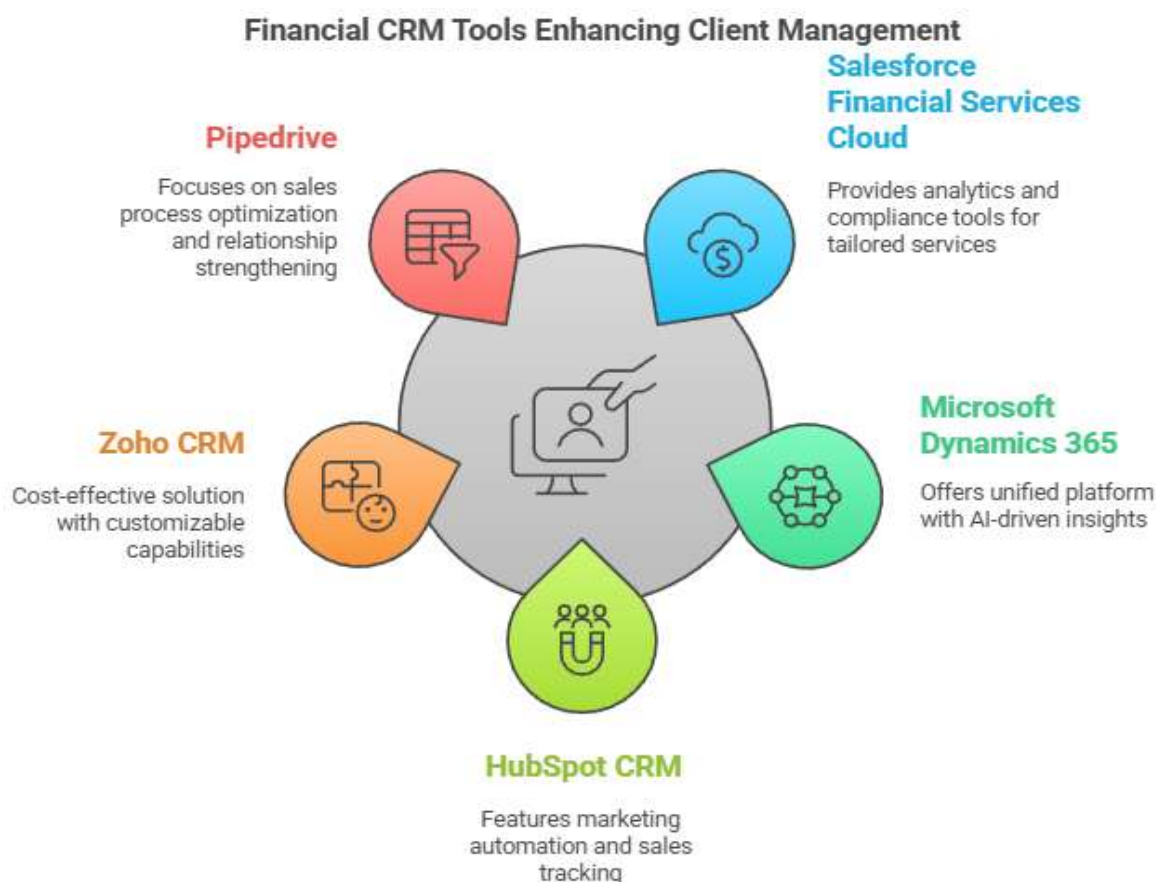 Financial CRM Tools Enhancing Client Management
Salesforce
Financial Services
Cloud
Provides analytics and
compliance tools for
tailored services
Pipedrive
Focuses on sales
process optimization
and relationship
strengthening
$
Microsoft
Dynamics 365
Offers unified platform
with AI-driven insights
Zoho CRM
Cost-effective solution
with customizable
capabilities
HubSpot CRM
Features marketing
automation and sales
tracking